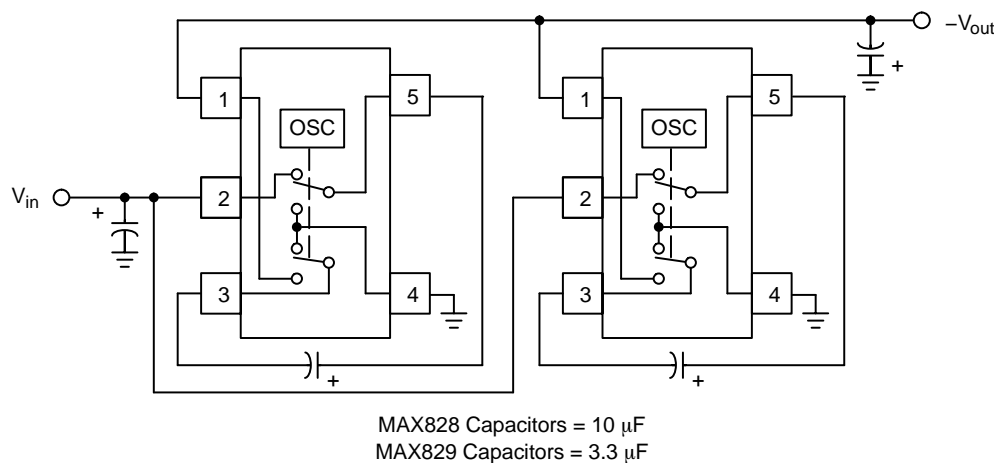 –Vout
+
1
5
OSC
1
5
OSC
Vin
+
2
2
3
4
3
4
+
+
MAX828 Capacitors = 10 μF
MAX829 Capacitors = 3.3 μF